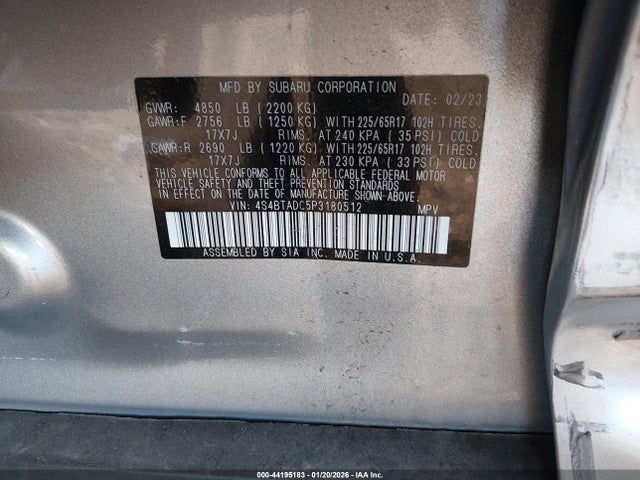 MFD BY SUBARU CORPORATION
GVWR: 4850 LB (2200 KG) DATE: 02/23
GAWR:F 2756 LB (1250 KG) WITH 225/65R17 102H TIRES.
17X7J RIMS. AT 240 KPA (35 PSI) COLD
GAWR:R 2690 LB (1220 KG) WITH 225/65R17 102H TIRES.
17X7J RIMS. AT 230 KPA (33 PSI) COLD
THIS VEHICLE CONFORMS TO ALL APPLICABLE FEDERAL MOTOR
VEHICLE SAFETY AND THEFT PREVENTION STANDARDS
IN EFFECT ON THE DATE OF MANUFACTURE SHOWN ABOVE.
VIN: 4S4BTADC5P3180512 MPV
ASSEMBLED BY SIA INC. MADE IN U.S.A.
000-44195183 - 01/20/2026 - IAA Inc.